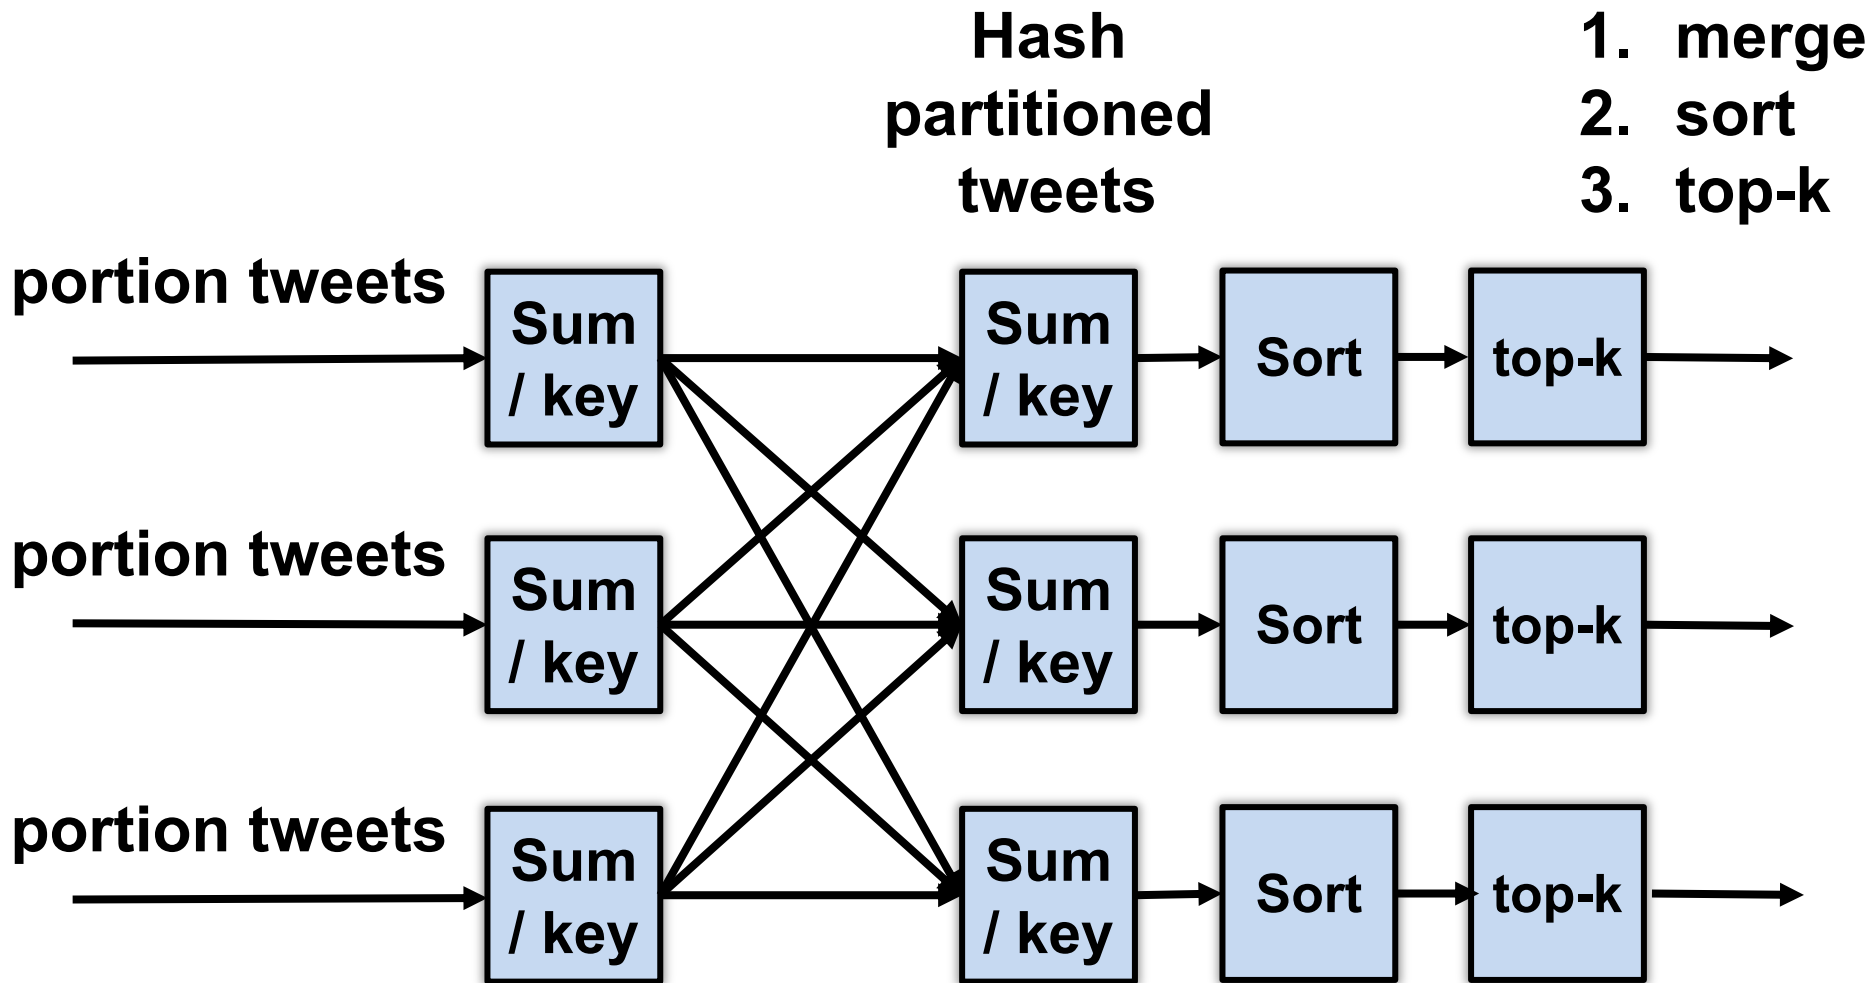 Hash
partitioned
tweets
1. merge
2. sort
3. top-k
portion tweets
Sum
/ key
Sum
/ key
Sort
top-k
portion tweets
Sum
/ key
Sum
/ key
Sort
top-k
portion tweets
Sum
/ key
Sum
/ key
Sort
top-k